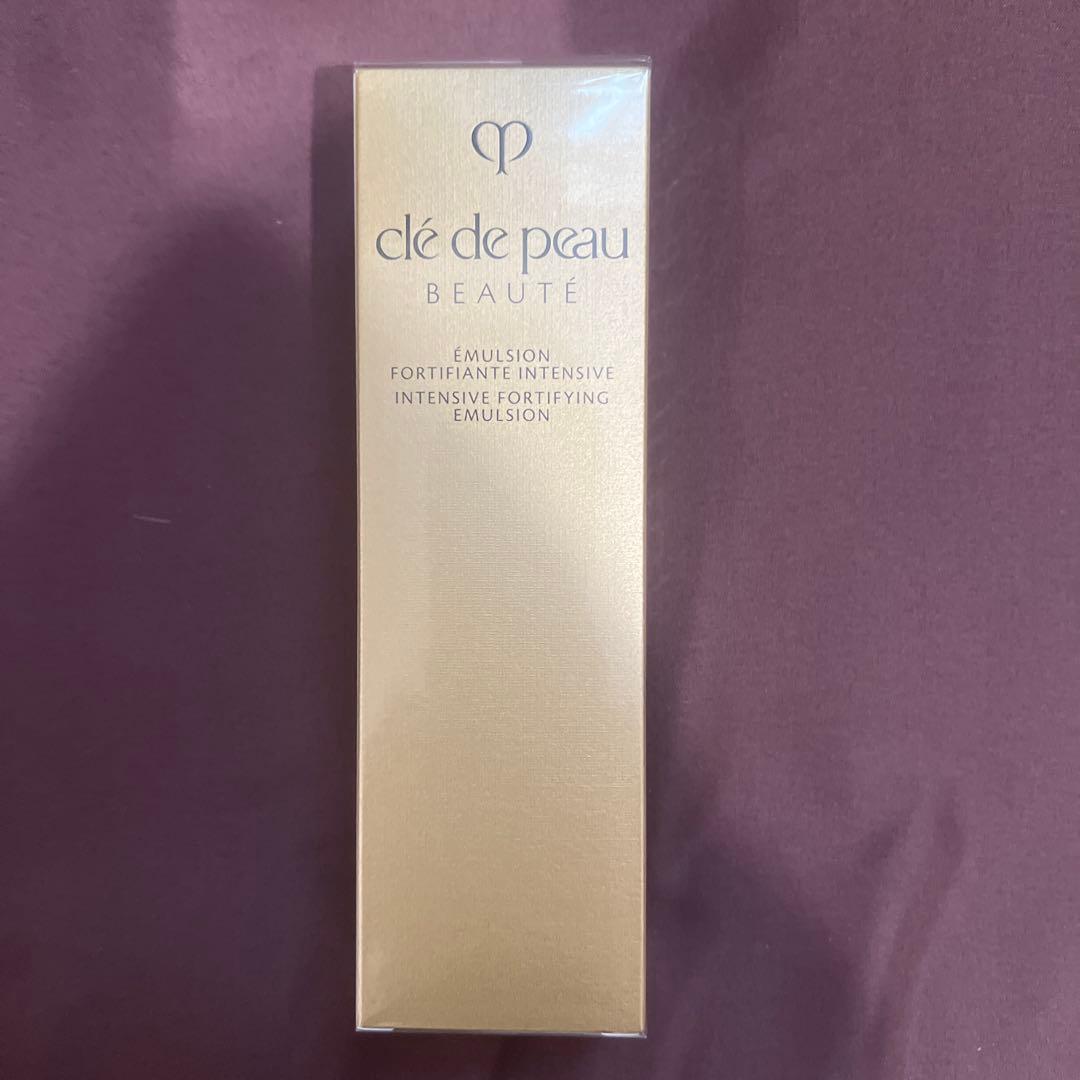 clé de peau
BEAUTÉ
ÉMULSION
FORTIFIANTE INTENSIVE
INTENSIVE FORTIFYING
EMULSION